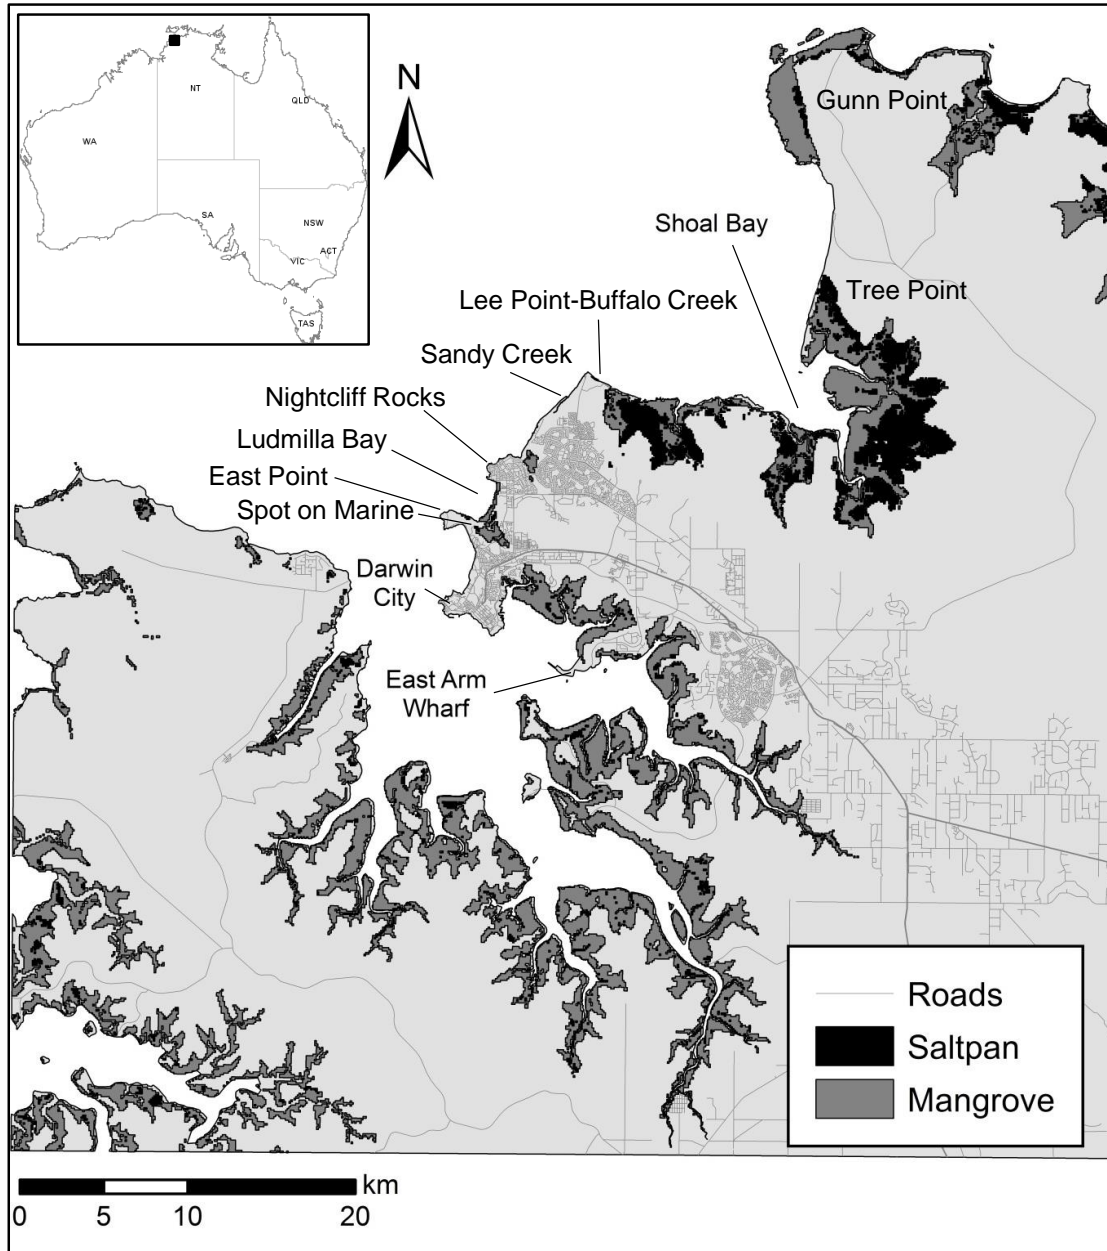 NT
QLD
WA
SA
NSW
ACT
VIC
TAS
N
Gunn Point
Shoal Bay
Tree Point
Lee Point-Buffalo Creek
Sandy Creek
Nightcliff Rocks
Ludmilla Bay
East Point
Spot on Marine
Darwin
City
East Arm
Wharf
Roads
Saltpan
Mangrove
km
0 5 10 20